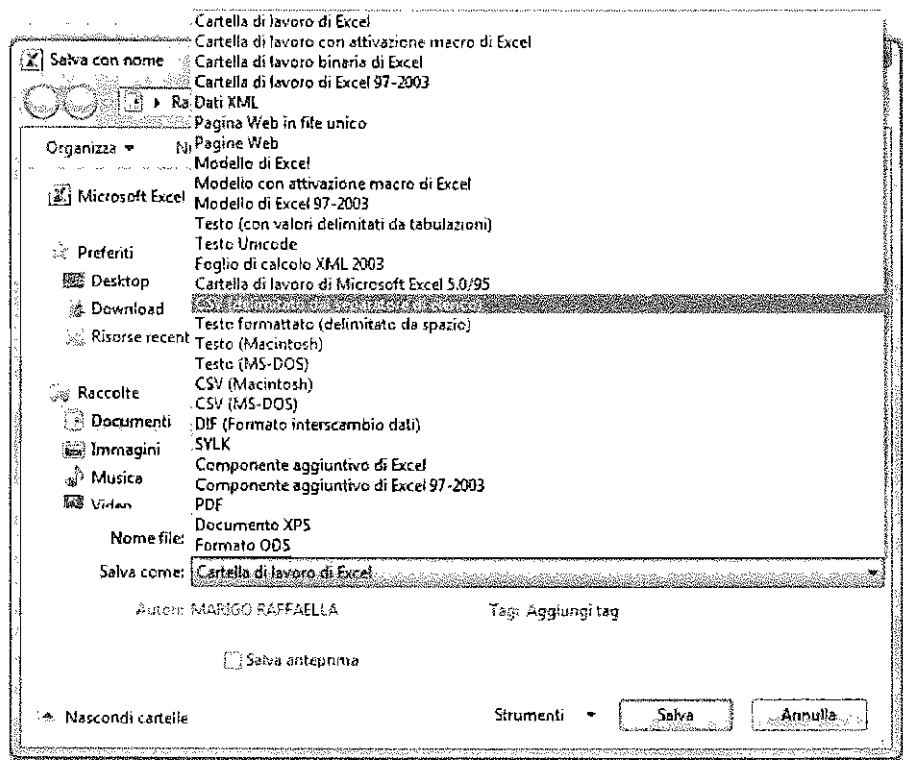 Cartella di lavoro di Excel
Cartella di lavoro con attivazione macro di Excel
Salva con nome
Cartella di lavoro binaria di Excel
Cartella di lavoro di Excel 97-2003
Ra
Dati XML
Pagina Web in file unico
Organizza
Pagine Web
Modello di Excel
Modello con attivazione macro di Excel
Microsoft Excel
Modello di Excel 97-2003
Testo (con valori delimitati da tabulazioni)
Testo Unicode
Preferiti
Foglio di calcolo XML 2003
Desktop
Cartella di lavoro di Microsoft Excel 5.0/95
Download
CSV
Testo formattato (delimitato da spazio)
Risorse recent
Testo (Macintosh)
Testo (MS-DOS)
CSV (Macintosh)
Raccolte
CSV (MS-DOS)
Documenti
DIF (Formato interscambio dati)
Immagini
SYLK
Componente aggiuntivo di Excel
Musica
Componente aggiuntivo di Excel 97-2003
Video
PDF
Documento XPS
Nome file:
Formato ODS
Salva come: Cartella di lavoro di Excel
Autori: MARIGO RAFFAELLA Tag: Aggiungi tag
Salva anteprima
Nascondi cartelle Strumenti Salva Annulla